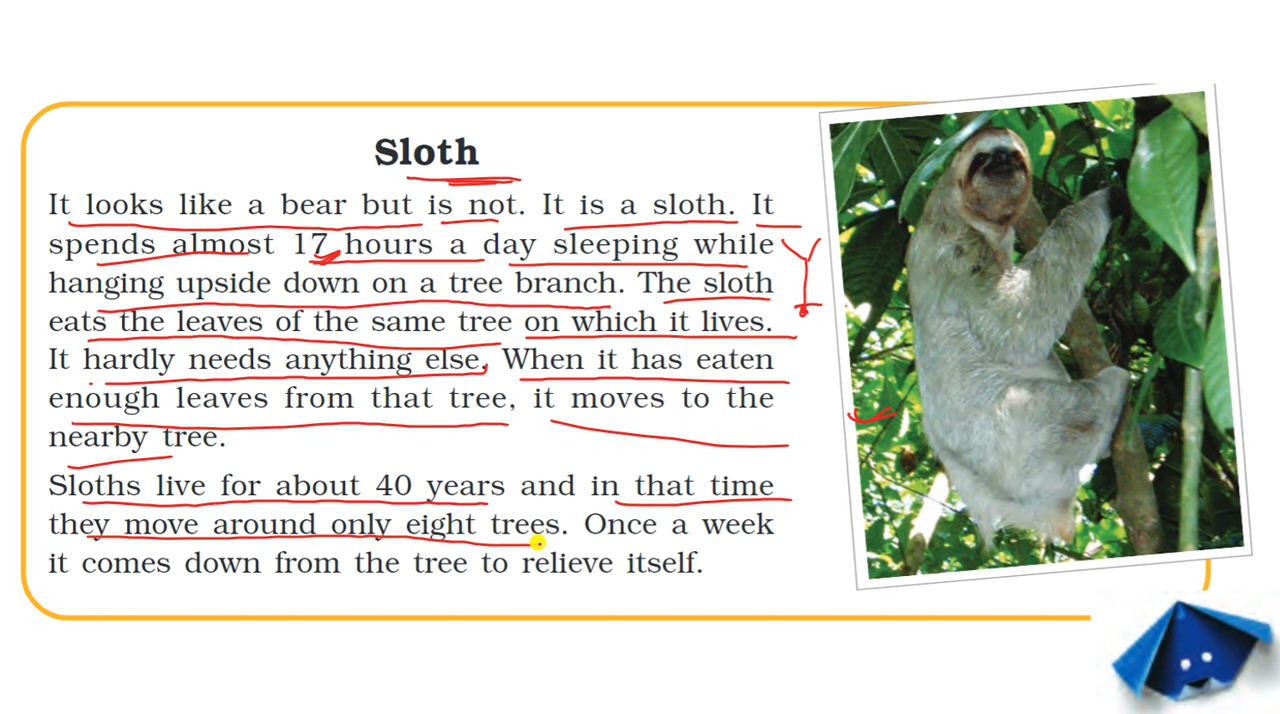 Sloth
It looks like a bear but is not. It is a sloth. It
spends almost 17 hours a day sleeping while
hanging upside down on a tree branch. The sloth
eats the leaves of the same tree on which it lives.
It hardly needs anything else. When it has eaten
enough leaves from that tree, it moves to the
nearby tree.
Sloths live for about 40 years and in that time
they move around only eight trees. Once a week
it comes down from the tree to relieve itself.